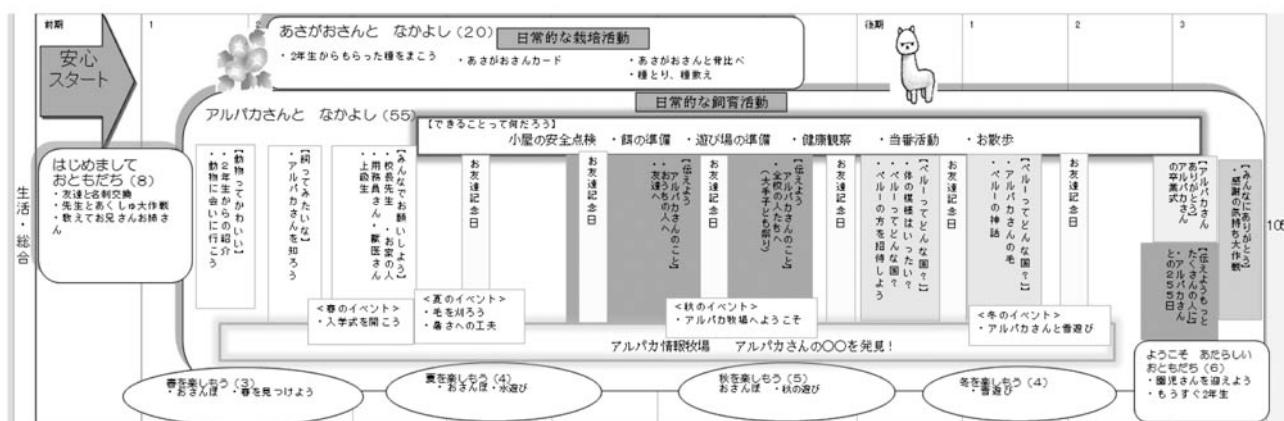 前期
1
2
後期
1
2
3
安心
スタート
あさがおさんと なかよし(20)
日常的な栽培活動
・2年生からもらった種をまこう
・あさがおさんカード
・あさがおさんと背比べ
・種とり、種数え
日常的な飼育活動
アルパカさんと なかよし(55)
【できることって何だろう】
小屋の安全点検 ・餌の準備 ・遊び場の準備 ・健康観察 ・当番活動 ・お散歩
生活・総合
はじめまして
おともだち(8)
・友達と名刺交換
・先生とあくしゅ大作戦
・教えてお兄さんお姉さ
ん
【動物ってかわいい】
・2年生からの紹介
・動物に会いに行こう
【飼ってみたいな】
・アルパカさんを知ろう
【みんなでお願いしよう】
・校長先生 ・お家の人
・用務員さん・獣医さん
上級生
お友達記念日
お友達記念日
【伝えよう
アルパカさんのこと】
・おうちの人へ
・友達へ
お友達記念日
【伝えよう
アルパカさんのこと】
・全校の人たちへ
(大手子ども祭り)
お友達記念日
【ペルーってどんな国?】
・体の模様はいったい?
・ペルーってどんな国?
・ペルーの方を招待しよう
お友達記念日
【ペルーってどんな国?】
・アルパカさんの毛
・ペルーの神話
お友達記念日
【アルパカさん
ありがとう】
アルパカさん
の卒業式
【みんなにありがとう】
・感謝の気持ち大作戦
【伝えようもっと
たくさんの人に】
・アルパカさん
との255日
105
<春のイベント>
・入学式を開こう
<夏のイベント>
・毛を刈ろう
・暑さへの工夫
<秋のイベント>
・アルパカ牧場へようこそ
<冬のイベント>
・アルパカさんと雪遊び
アルパカ情報牧場 アルパカさんの〇〇を発見!
春を楽しもう(3)
・おさんぽ ・春を見つけよう
夏を楽しもう(4)
・おさんぽ・水遊び
秋を楽しもう(5)
おさんぽ ・秋の遊び
冬を楽しもう(4)
・雪遊び
ようこそ あたらしい
おともだち(6)
・園児さんを迎えよう
・もうすぐ2年生